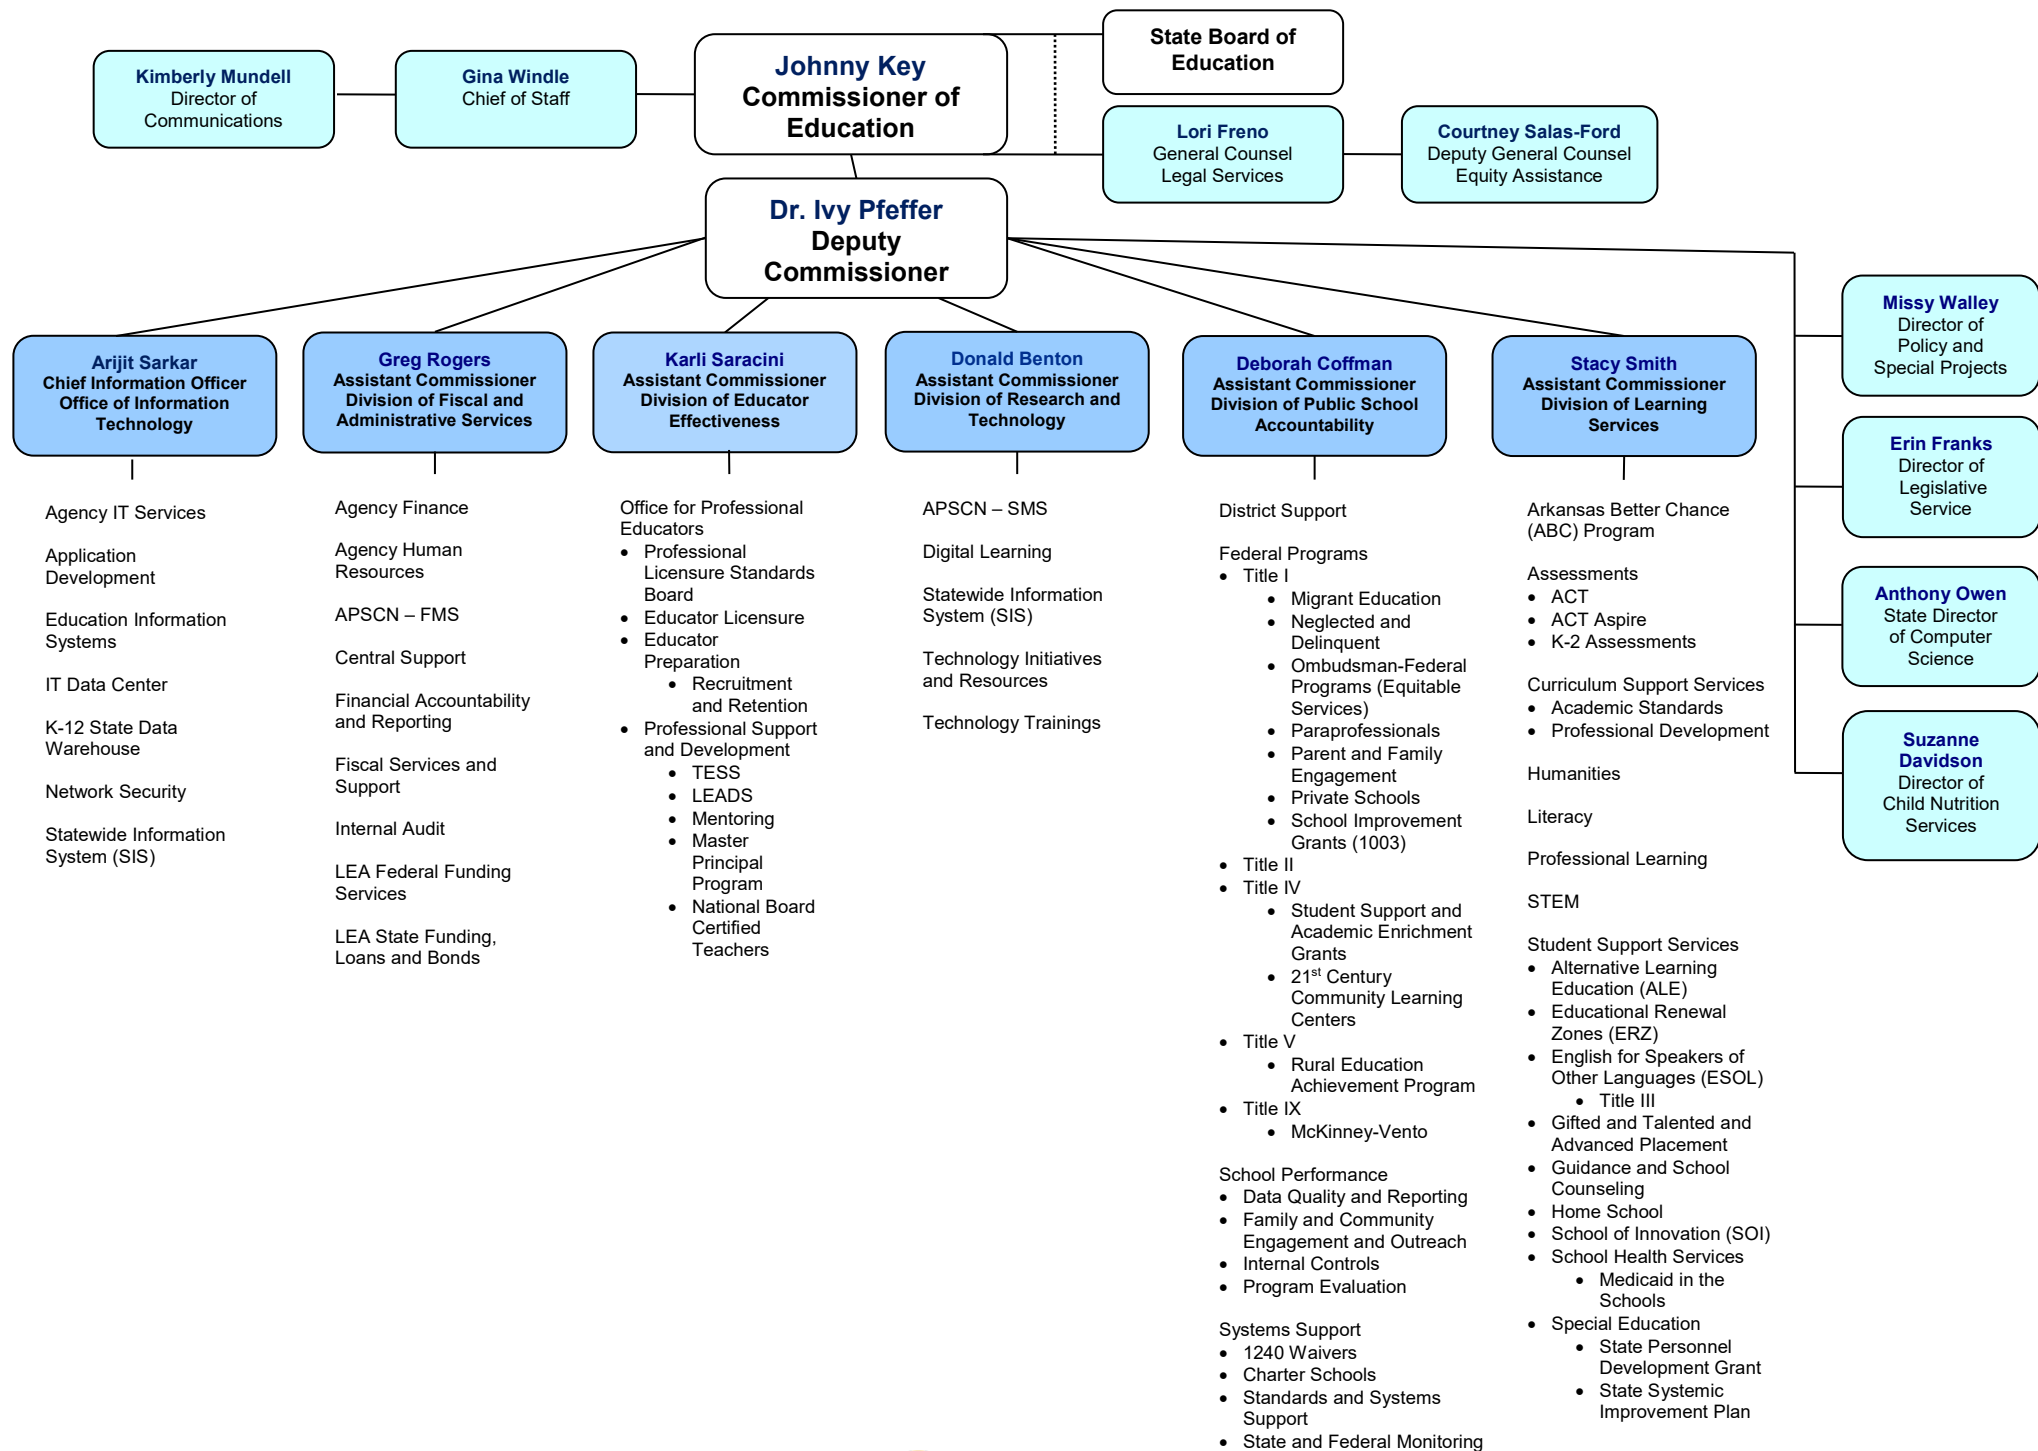 Kimberly Mundell
Director of
Communications
Gina Windle
Chief of Staff
Johnny Key
Commissioner of
Education
State Board of
Education
Lori Freno
General Counsel
Legal Services
Courtney Salas-Ford
Deputy General Counsel
Equity Assistance
Dr. Ivy Pfeffer
Deputy
Commissioner
Arijit Sarkar
Chief Information Officer
Office of Information
Technology
Agency IT Services
Application
Development
Education Information
Systems
IT Data Center
K-12 State Data
Warehouse
Network Security
Statewide Information
System (SIS)
Greg Rogers
Assistant Commissioner
Division of Fiscal and
Administrative Services
Agency Finance
Agency Human
Resources
APSCN – FMS
Central Support
Financial Accountability
and Reporting
Fiscal Services and
Support
Internal Audit
LEA Federal Funding
Services
LEA State Funding,
Loans and Bonds
Karli Saracini
Assistant Commissioner
Division of Educator
Effectiveness
Office for Professional
Educators
• Professional
Licensure Standards
Board
• Educator Licensure
• Educator
Preparation
• Recruitment
and Retention
• Professional Support
and Development
• TESS
• LEADS
• Mentoring
• Master
Principal
Program
• National Board
Certified
Teachers
Donald Benton
Assistant Commissioner
Division of Research and
Technology
APSCN – SMS
Digital Learning
Statewide Information
System (SIS)
Technology Initiatives
and Resources
Technology Trainings
Deborah Coffman
Assistant Commissioner
Division of Public School
Accountability
District Support
Federal Programs
• Title I
• Migrant Education
• Neglected and
Delinquent
• Ombudsman-Federal
Programs (Equitable
Services)
• Paraprofessionals
• Parent and Family
Engagement
• Private Schools
• School Improvement
Grants (1003)
• Title II
• Title IV
• Student Support and
Academic Enrichment
Grants
• 21st Century
Community Learning
Centers
• Title V
• Rural Education
Achievement Program
• Title IX
• McKinney-Vento
School Performance
• Data Quality and Reporting
• Family and Community
Engagement and Outreach
• Internal Controls
• Program Evaluation
Systems Support
• 1240 Waivers
• Charter Schools
• Standards and Systems
Support
• State and Federal Monitoring
Stacy Smith
Assistant Commissioner
Division of Learning
Services
Arkansas Better Chance
(ABC) Program
Assessments
• ACT
• ACT Aspire
• K-2 Assessments
Curriculum Support Services
• Academic Standards
• Professional Development
Humanities
Literacy
Professional Learning
STEM
Student Support Services
• Alternative Learning
Education (ALE)
• Educational Renewal
Zones (ERZ)
• English for Speakers of
Other Languages (ESOL)
• Title III
• Gifted and Talented and
Advanced Placement
• Guidance and School
Counseling
• Home School
• School of Innovation (SOI)
• School Health Services
• Medicaid in the
Schools
• Special Education
• State Personnel
Development Grant
• State Systemic
Improvement Plan
Missy Walley
Director of
Policy and
Special Projects
Erin Franks
Director of
Legislative
Service
Anthony Owen
State Director
of Computer
Science
Suzanne
Davidson
Director of
Child Nutrition
Services